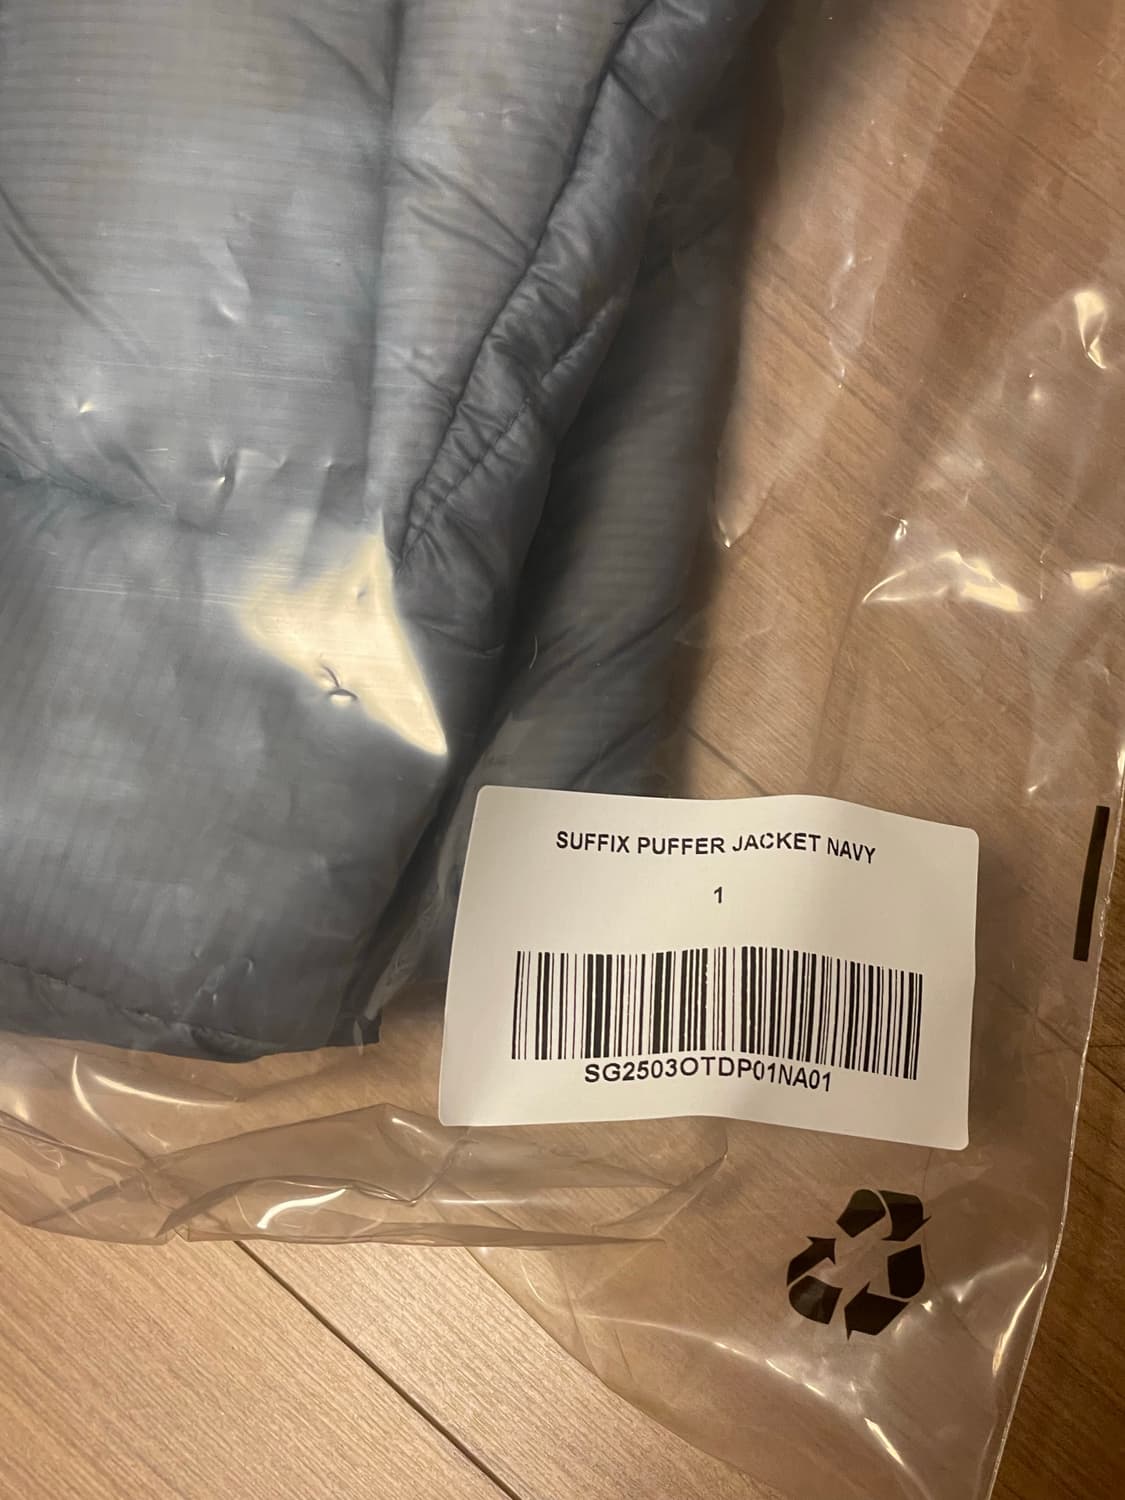 SUFFIX PUFFER JACKET NAVY
1
SG2503OTDP01NA01